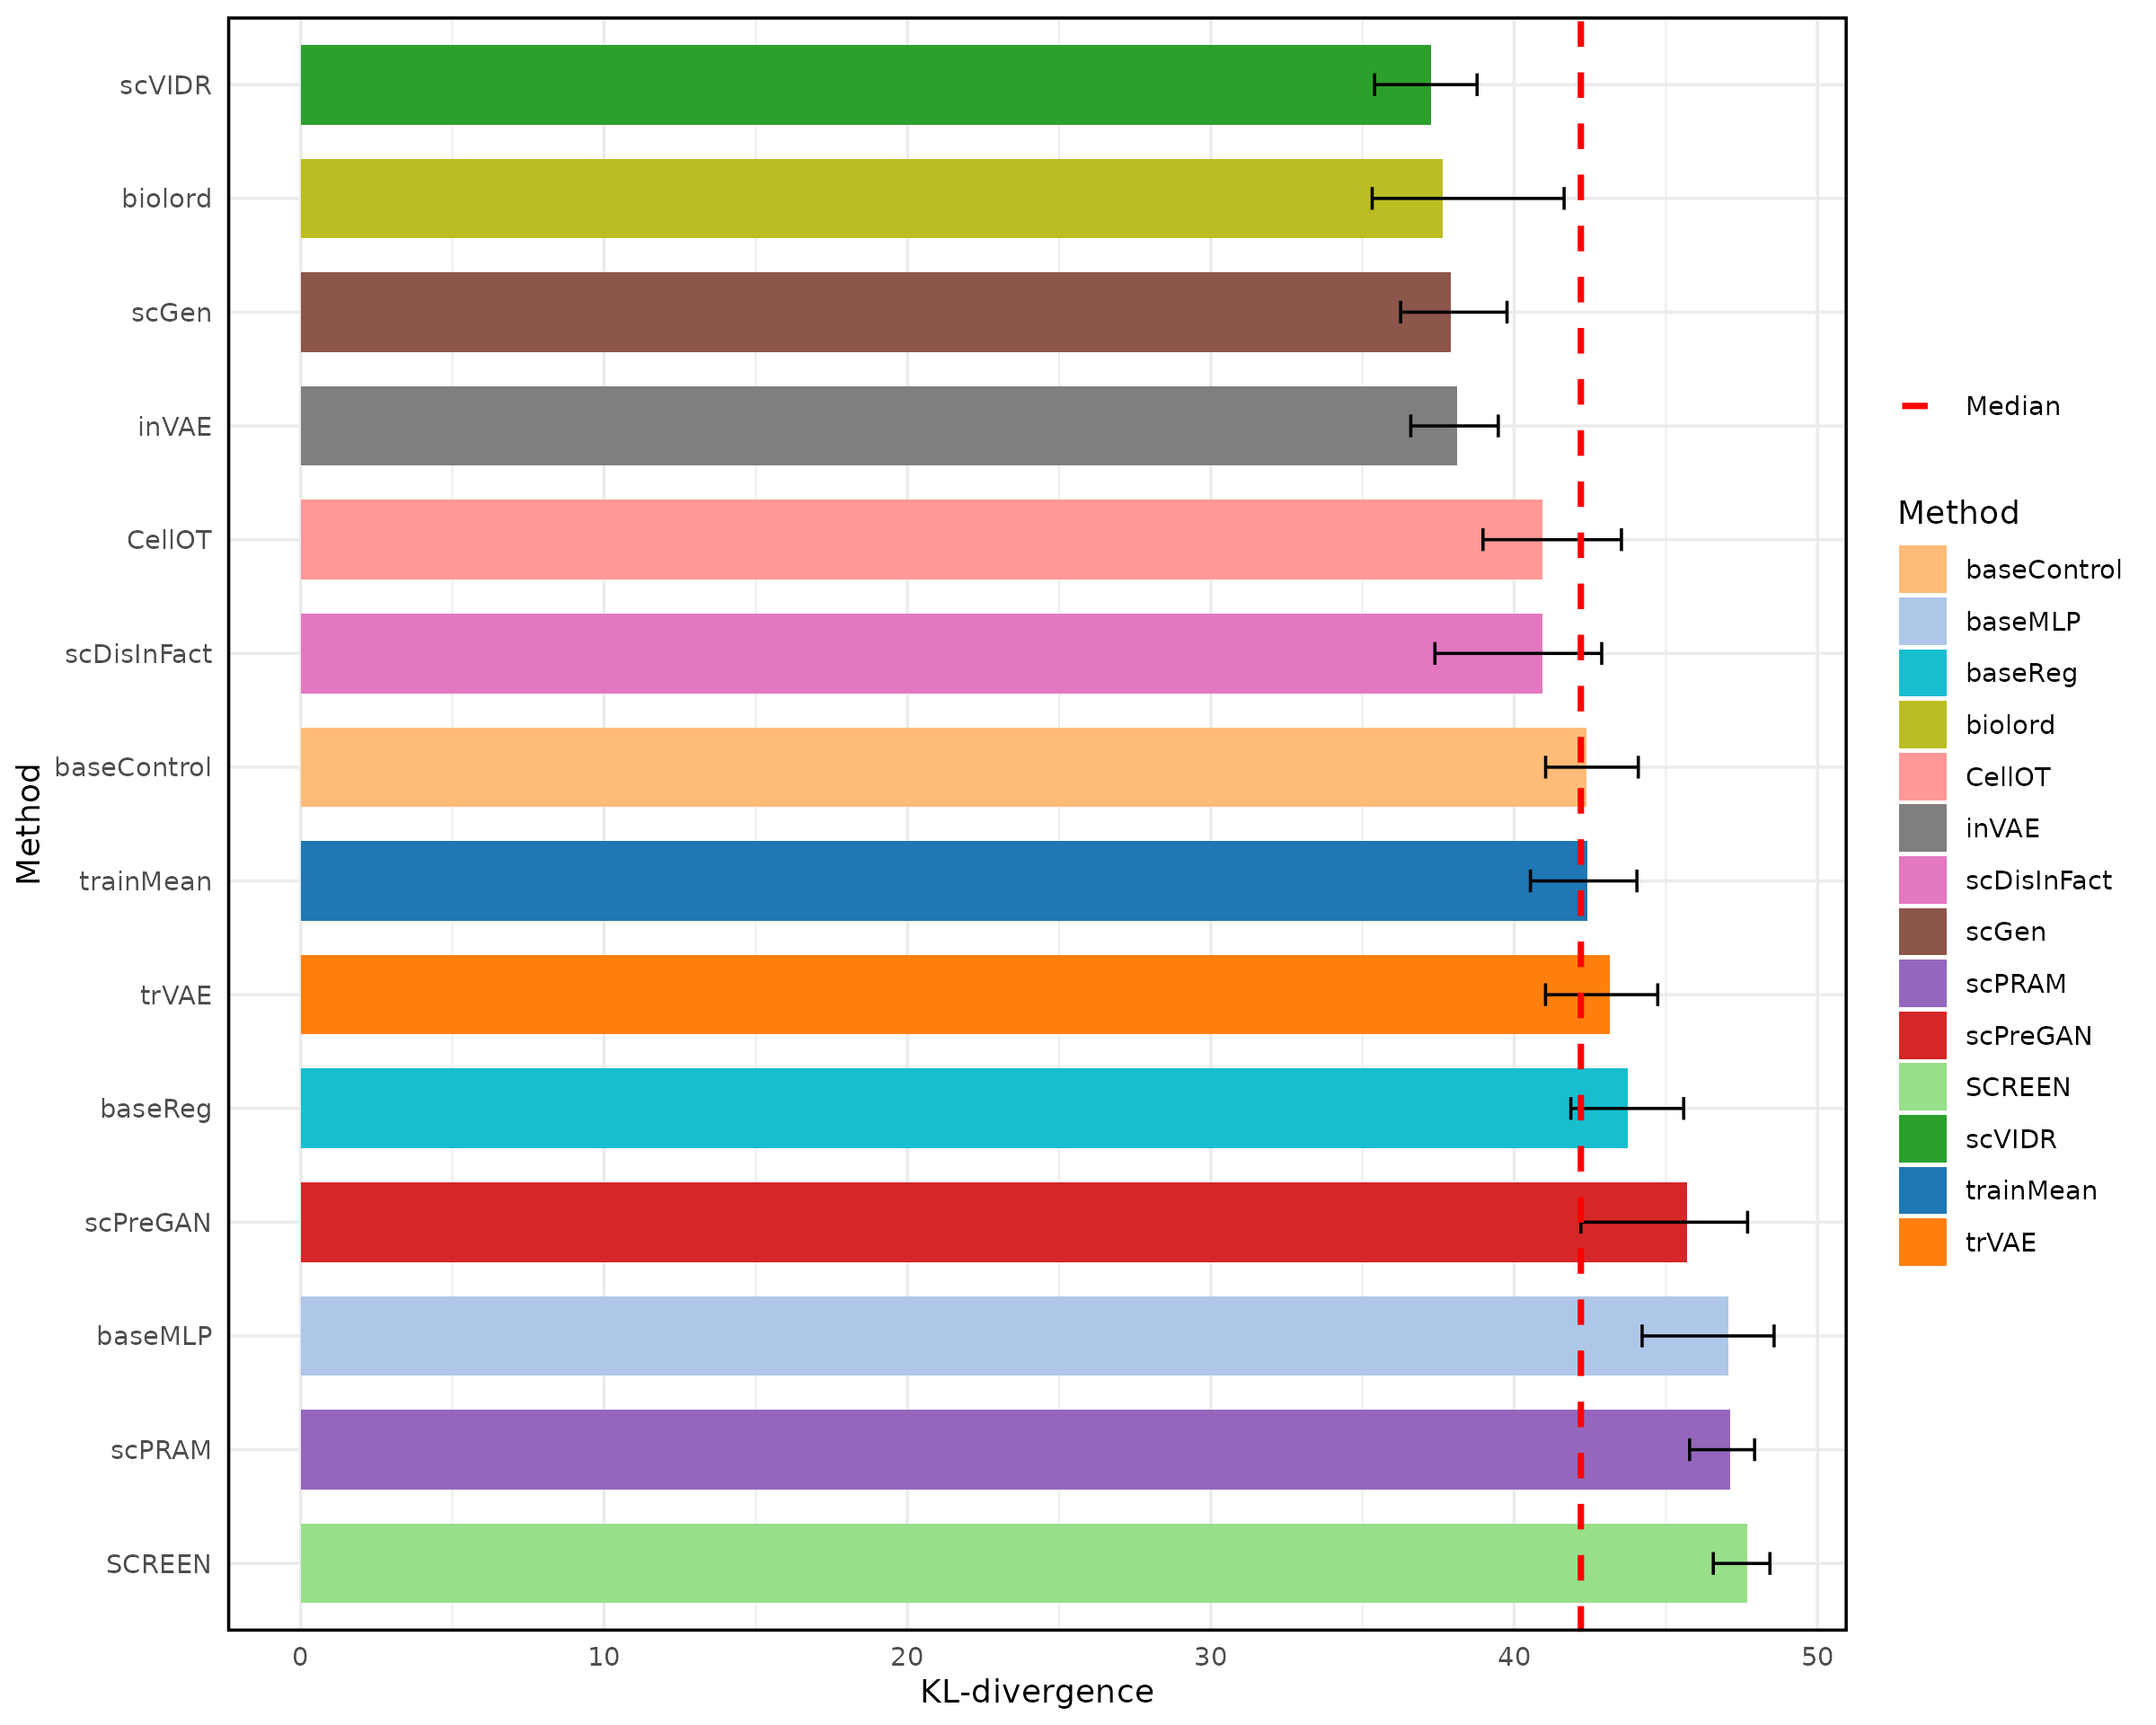 scVIDR
biolord
scGen
inVAE
CellOT
scDisInFact
baseControl
trainMean
trVAE
baseReg
scPreGAN
baseMLP
scPRAM
SCREEN
Method
0 10 20 30 40 50
KL-divergence
Median
Method
baseControl
baseMLP
baseReg
biolord
CellOT
inVAE
scDisInFact
scGen
scPRAM
scPreGAN
SCREEN
scVIDR
trainMean
trVAE